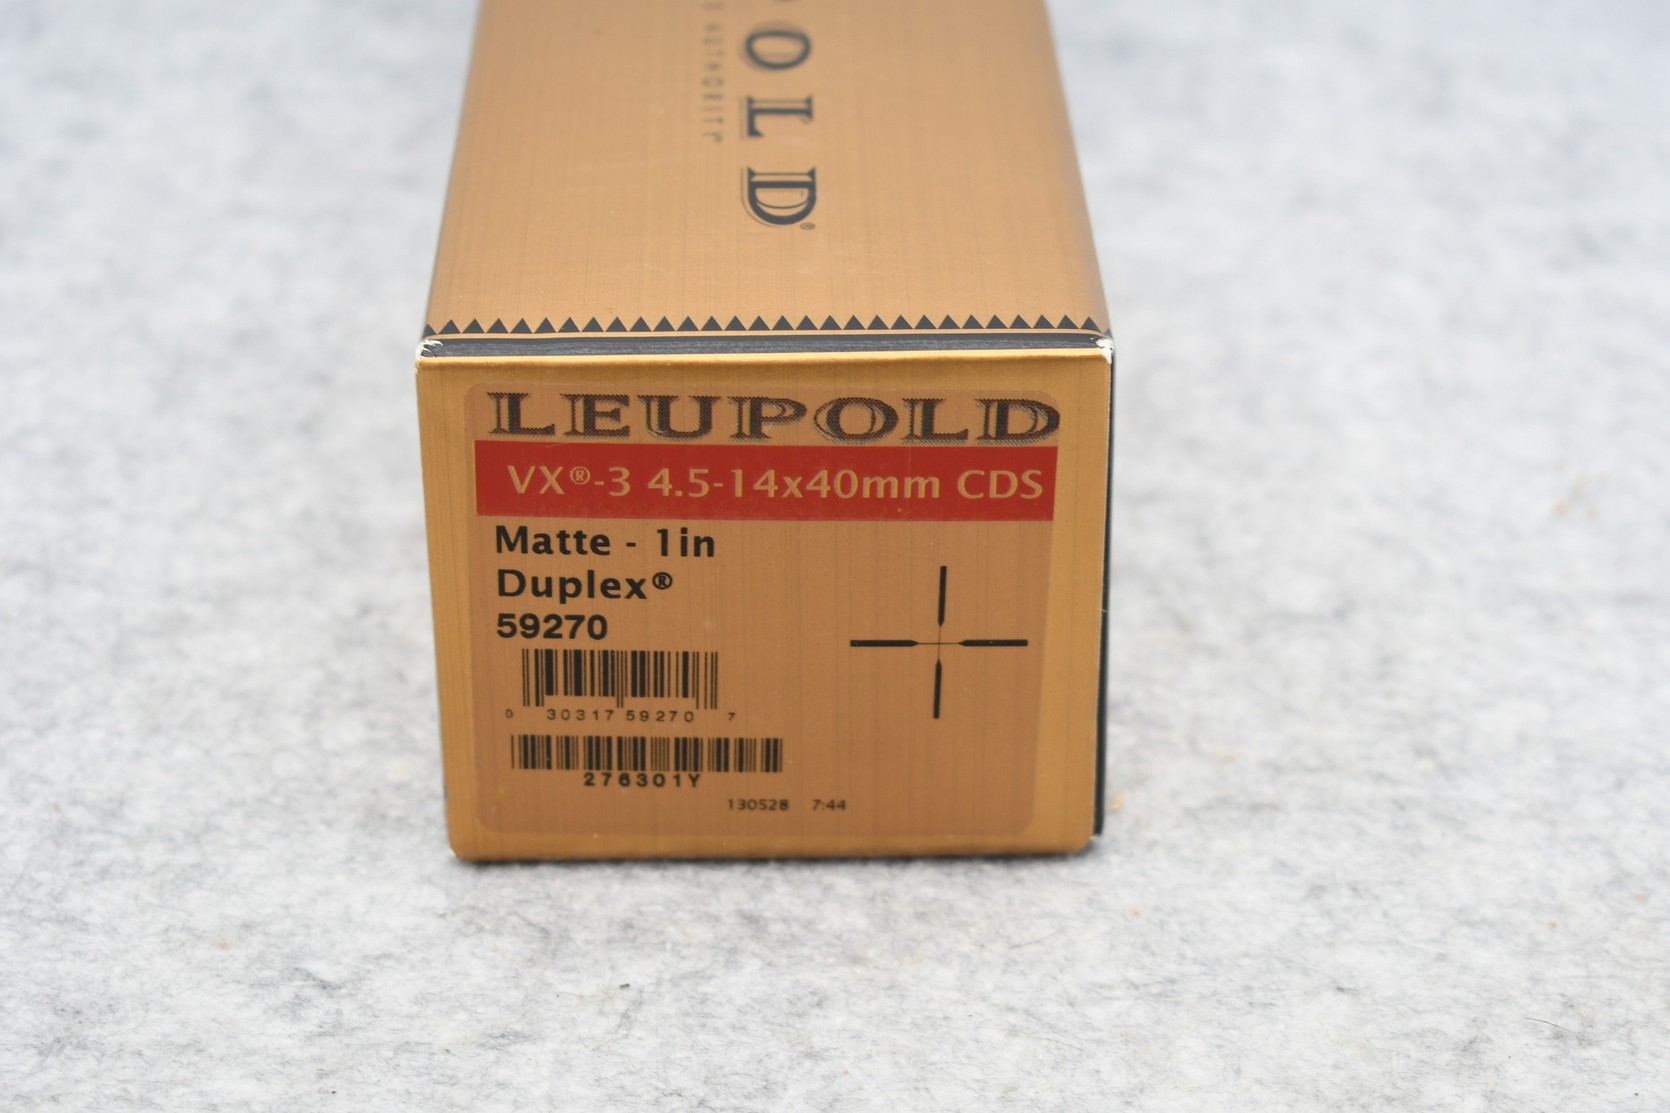 OLD®
AUTHORITY
LEUPOLD
VX®-3 4.5-14x40mm CDS
Matte - 1in
Duplex®
59270
0 30317 59270 7
276301Y
130528 7:44